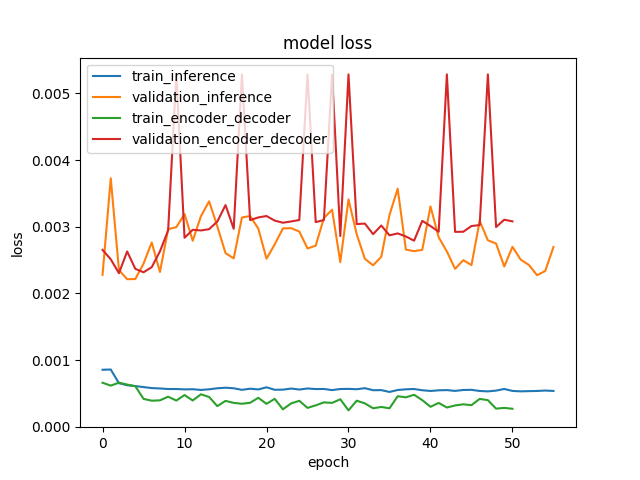 model loss
train_inference
validation_inference
train_encoder_decoder
validation_encoder_decoder
loss
0.005
0.004
0.003
0.002
0.001
0.000
0 10 20 30 40 50
epoch